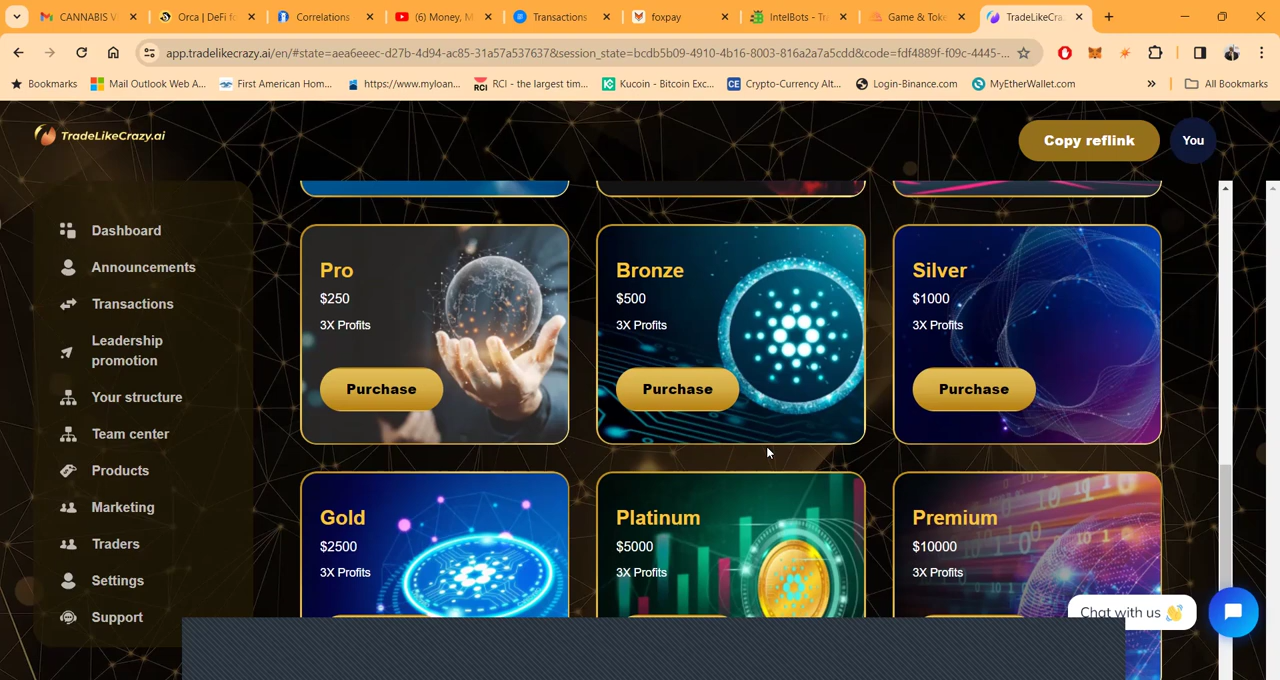 CANNABIS V
Orca | DeFi fo
Correlations
(6) Money, M
Transactions
foxpay
IntelBots - Tra
Game & Toke
TradeLikeCra
app.tradelikecrazy.ai/en/#state=aea6eeec-d27b-4d94-ac85-31a57a537637&session_state=bcdb5b09-4910-4b16-8003-816a2a7a5cdd&code=fdf4889f-f09c-4445-...
Bookmarks
Mail Outlook Web A...
First American Hom...
https://www.myloan...
RCI - the largest tim...
Kucoin - Bitcoin Exc...
Crypto-Currency Alt...
Login-Binance.com
MyEtherWallet.com
»
All Bookmarks
TradeLikeCrazy.ai
Copy reflink
You
Dashboard
Announcements
Transactions
Leadership
promotion
Your structure
Team center
Products
Marketing
Traders
Settings
Support
Pro
$250
3X Profits
Purchase
Bronze
$500
3X Profits
Purchase
Silver
$1000
3X Profits
Purchase
Gold
$2500
3X Profits
Platinum
$5000
3X Profits
Premium
$10000
3X Profits
Chat with us 👋